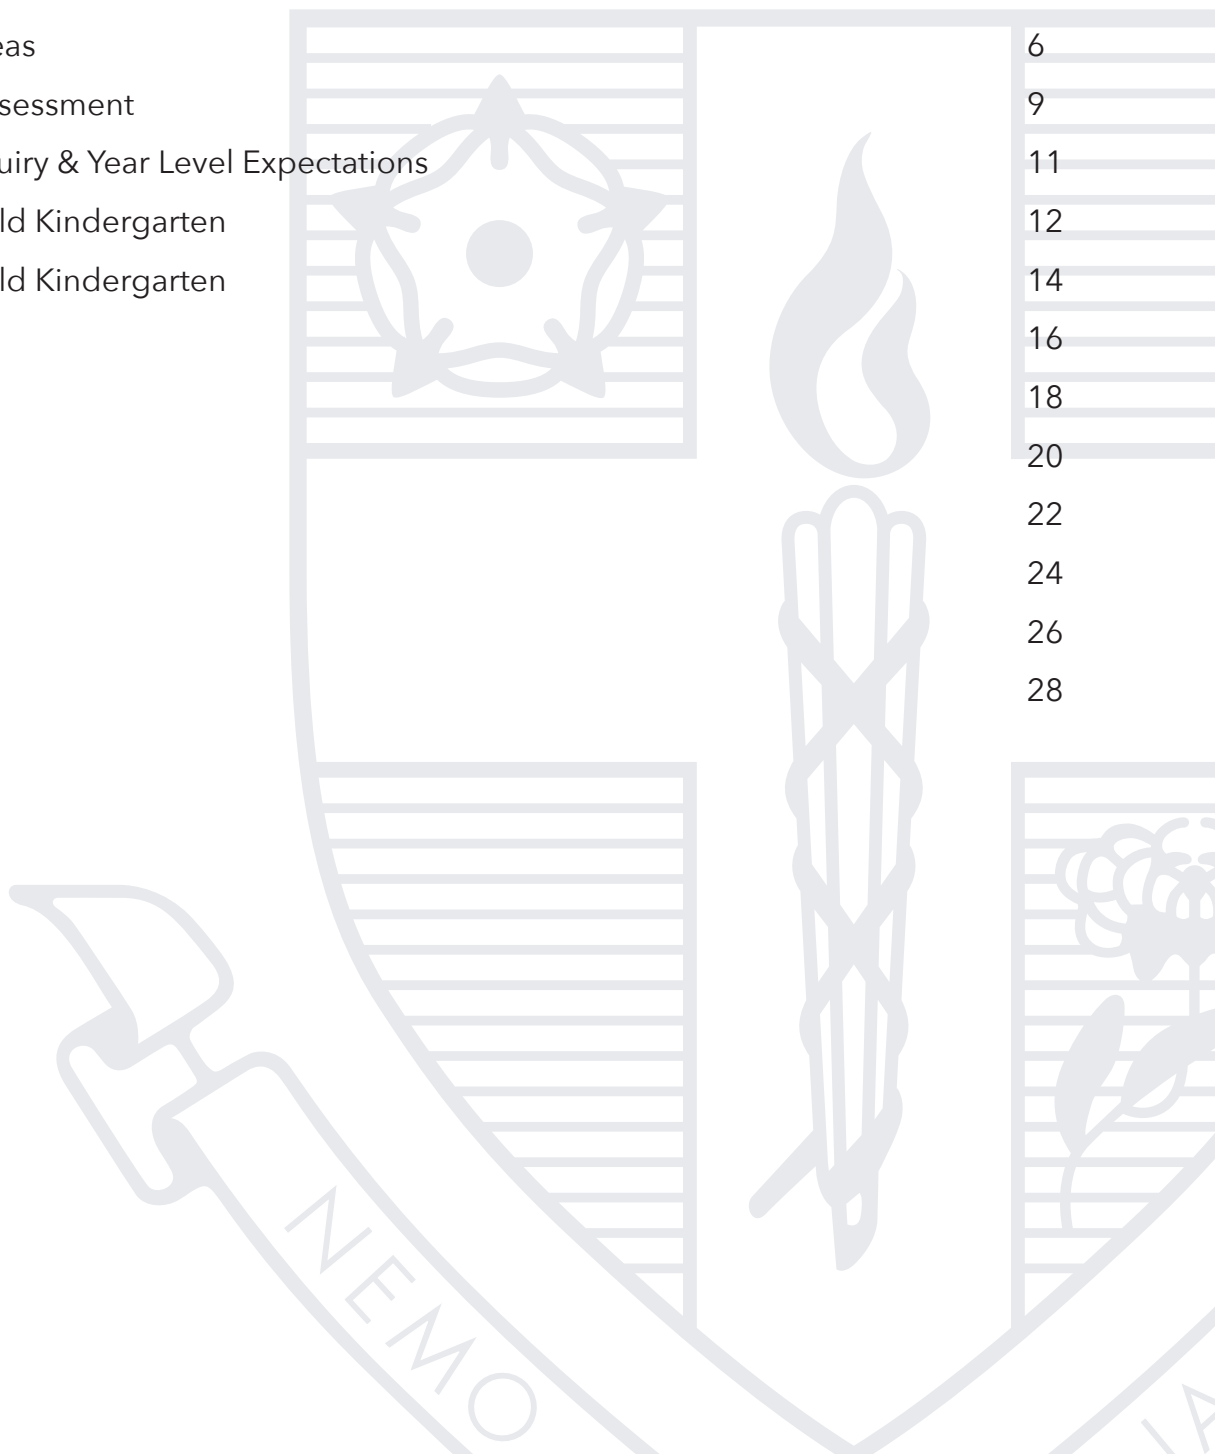 eas 6
sessment 9
uiry & Year Level Expectations 11
ld Kindergarten 12
ld Kindergarten 14
16
18
20
22
24
26
28
NEMO